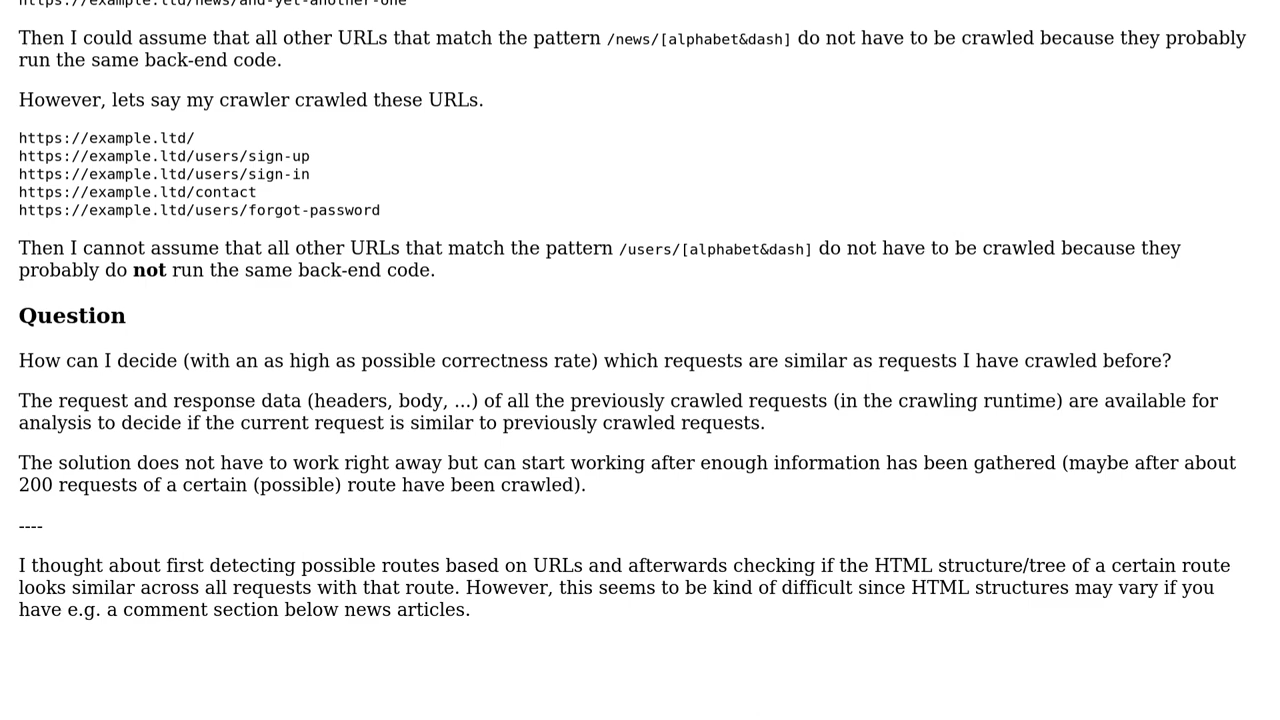 https://example.ltd/news/and-yet-another-one
Then I could assume that all other URLs that match the pattern /news/[alphabet&dash] do not have to be crawled because they probably
run the same back-end code.
However, lets say my crawler crawled these URLs.
https://example.ltd/
https://example.ltd/users/sign-up
https://example.ltd/users/sign-in
https://example.ltd/contact
https://example.ltd/users/forgot-password
Then I cannot assume that all other URLs that match the pattern /users/[alphabet&dash] do not have to be crawled because they
probably do not run the same back-end code.
Question
How can I decide (with an as high as possible correctness rate) which requests are similar as requests I have crawled before?
The request and response data (headers, body, ...) of all the previously crawled requests (in the crawling runtime) are available for
analysis to decide if the current request is similar to previously crawled requests.
The solution does not have to work right away but can start working after enough information has been gathered (maybe after about
200 requests of a certain (possible) route have been crawled).
----
I thought about first detecting possible routes based on URLs and afterwards checking if the HTML structure/tree of a certain route
looks similar across all requests with that route. However, this seems to be kind of difficult since HTML structures may vary if you
have e.g. a comment section below news articles.